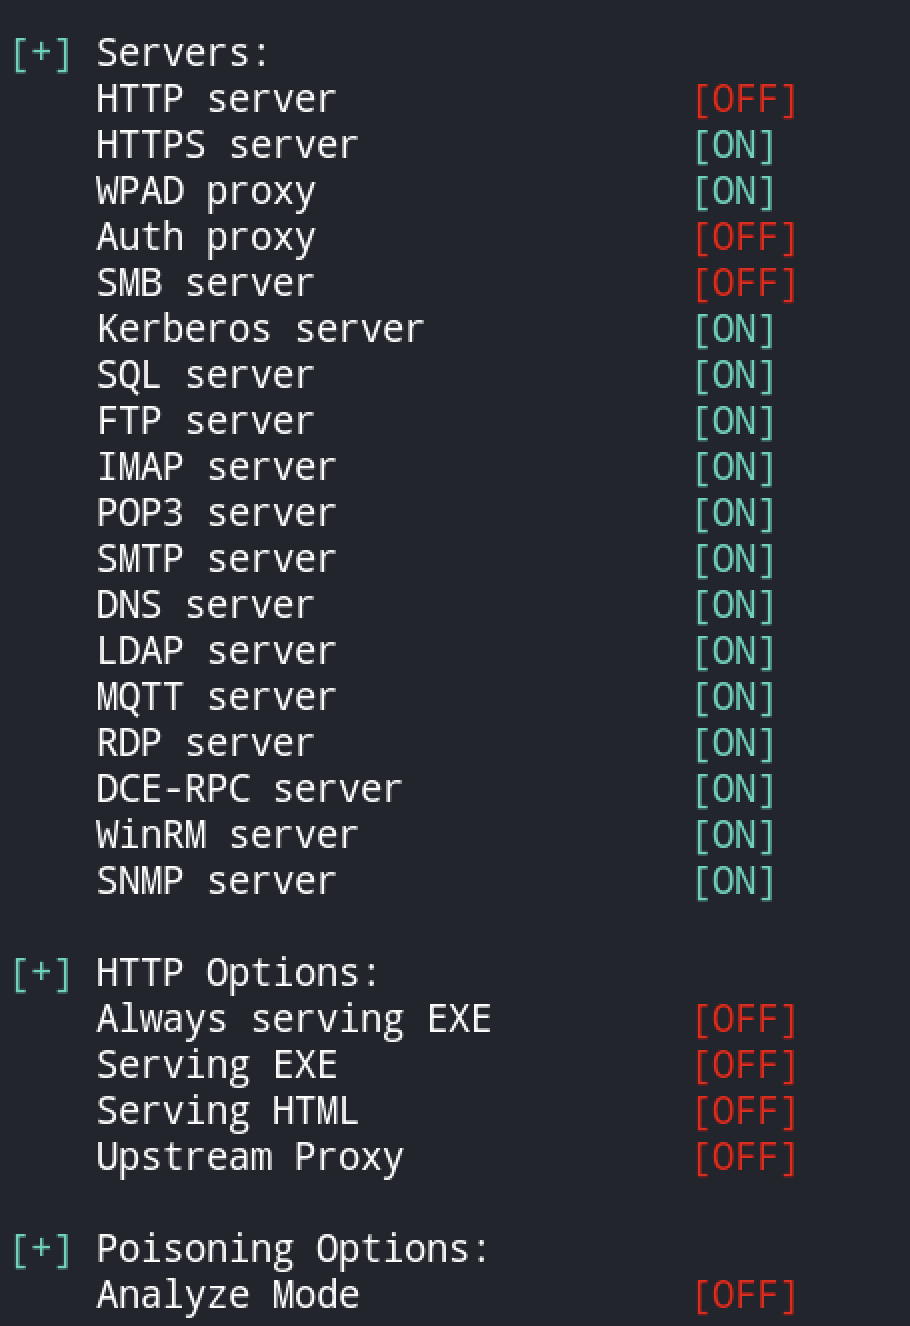 [+] Servers:
HTTP server [OFF]
HTTPS server [ON]
WPAD proxy [ON]
Auth proxy [OFF]
SMB server [OFF]
Kerberos server [ON]
SQL server [ON]
FTP server [ON]
IMAP server [ON]
POP3 server [ON]
SMTP server [ON]
DNS server [ON]
LDAP server [ON]
MQTT server [ON]
RDP server [ON]
DCE-RPC server [ON]
WinRM server [ON]
SNMP server [ON]
[+] HTTP Options:
Always serving EXE [OFF]
Serving EXE [OFF]
Serving HTML [OFF]
Upstream Proxy [OFF]
[+] Poisoning Options:
Analyze Mode [OFF]